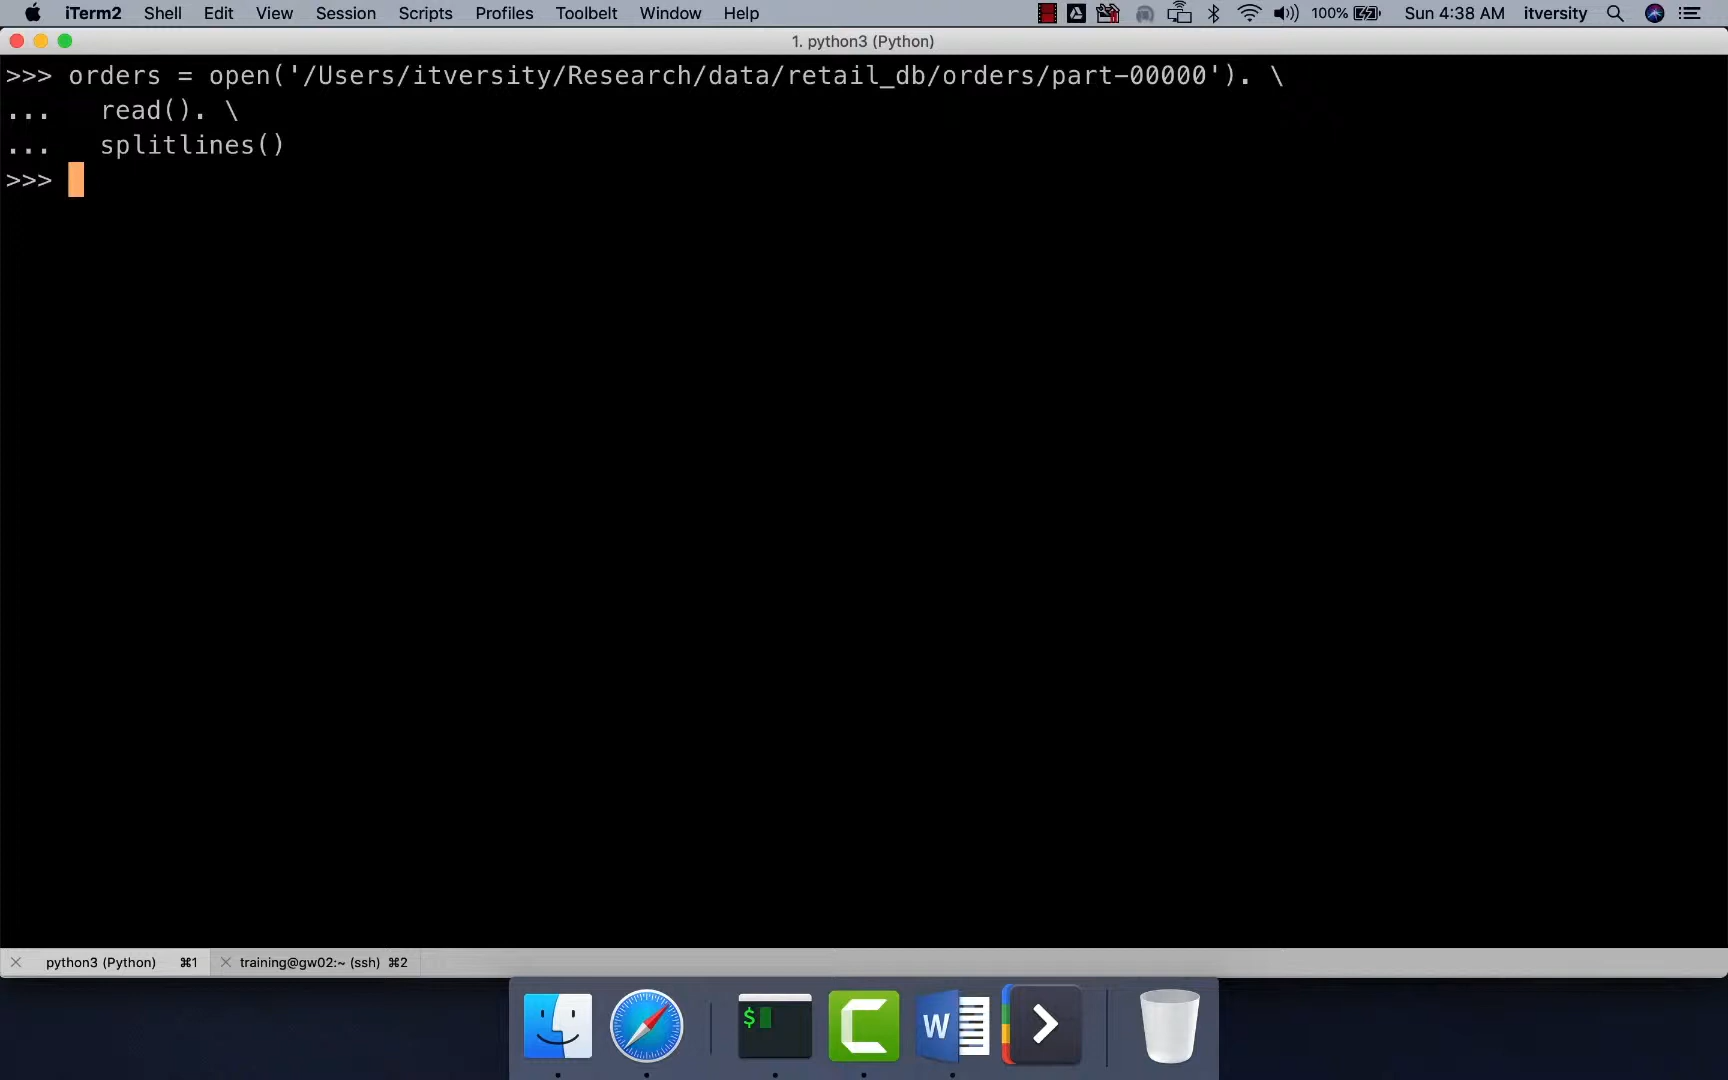 iTerm2 Shell Edit View Session Scripts Profiles Toolbelt Window Help 100% Sun 4:38 AM itversity
1. python3 (Python)
>>> orders = open('/Users/itversity/Research/data/retail_db/orders/part-00000'). \
...   read(). \
...   splitlines()
>>>
python3 (Python) ⌘1 training@gw02:~ (ssh) ⌘2
$ W